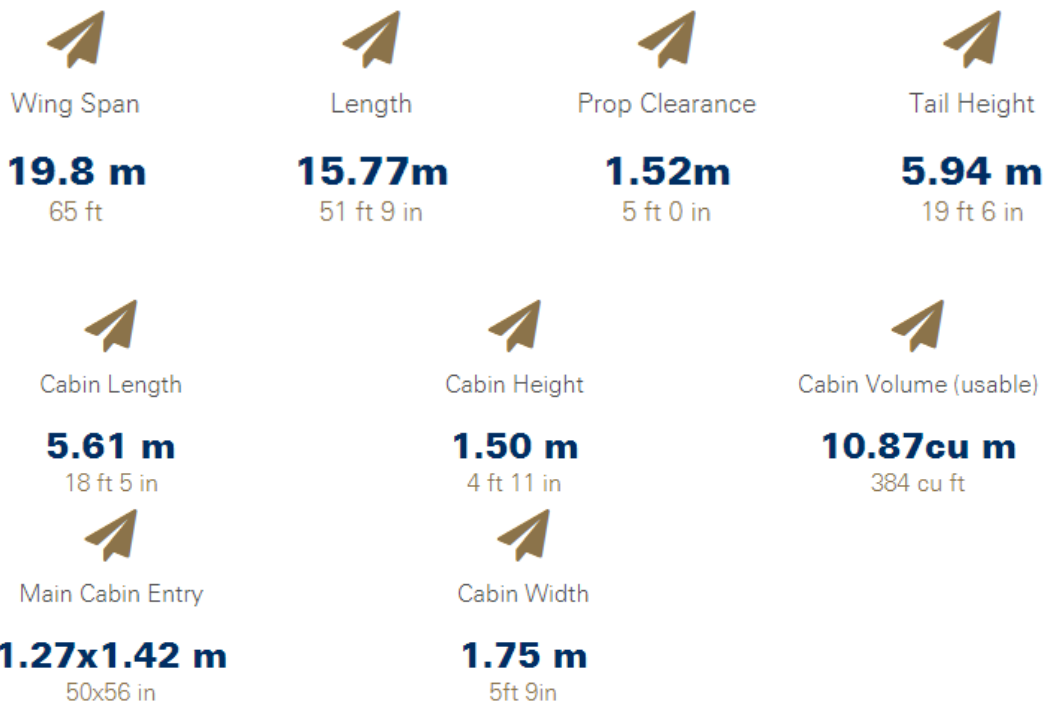 Wing Span
Length
Prop Clearance
Tail Height
19.8 m
15.77m
1.52m
5.94 m
65 ft
51 ft 9 in
5 ft 0 in
19 ft 6 in
Cabin Length
Cabin Height
Cabin Volume (usable)
5.61 m
1.50 m
10.87cu m
18 ft 5 in
4 ft 11 in
384 cu ft
Main Cabin Entry
Cabin Width
1.27x1.42 m
1.75 m
50x56 in
5ft 9in